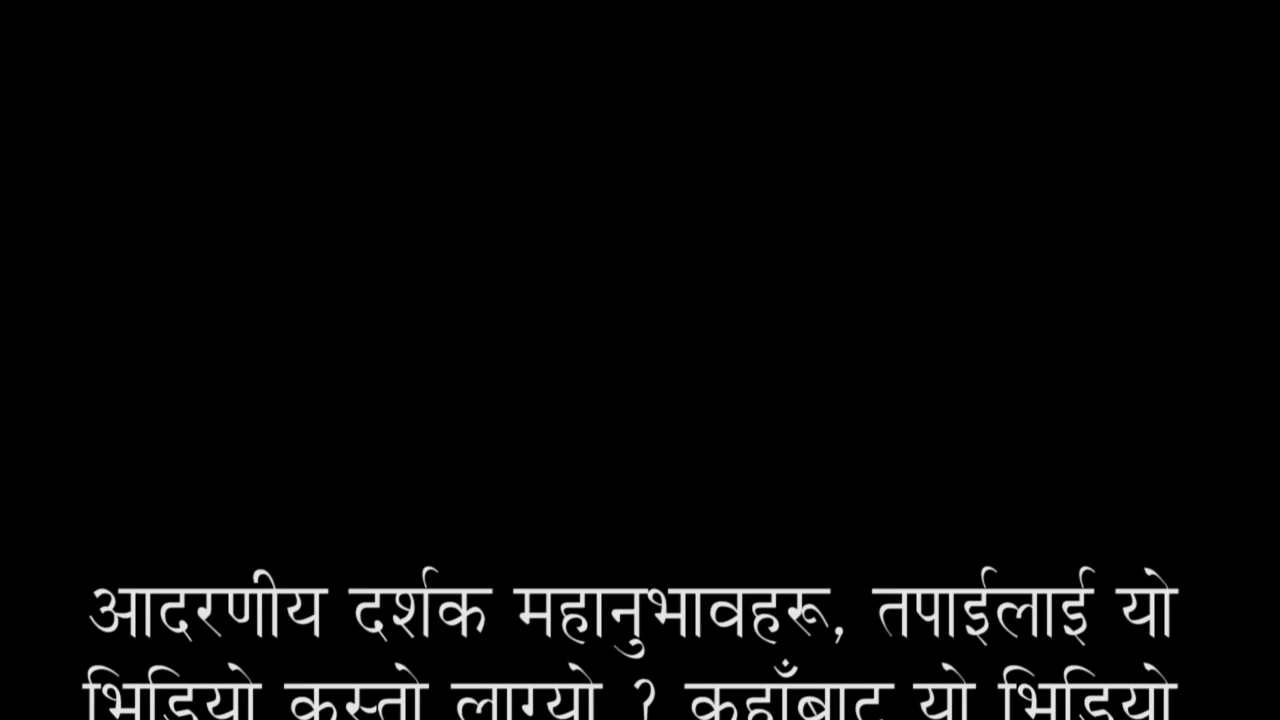 आदरणीय दर्शक महानुभावहरू, तपाईलाई यो
भिडियो कस्तो लाग्यो ? कहाँबाट यो भिडियो